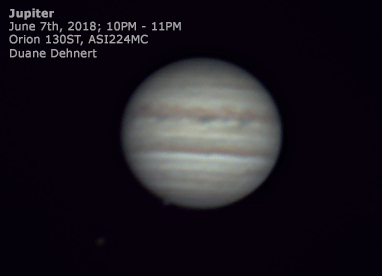 Jupiter
June 7th, 2018; 10PM - 11PM
Orion 130ST, ASI224MC
Duane Dehnert